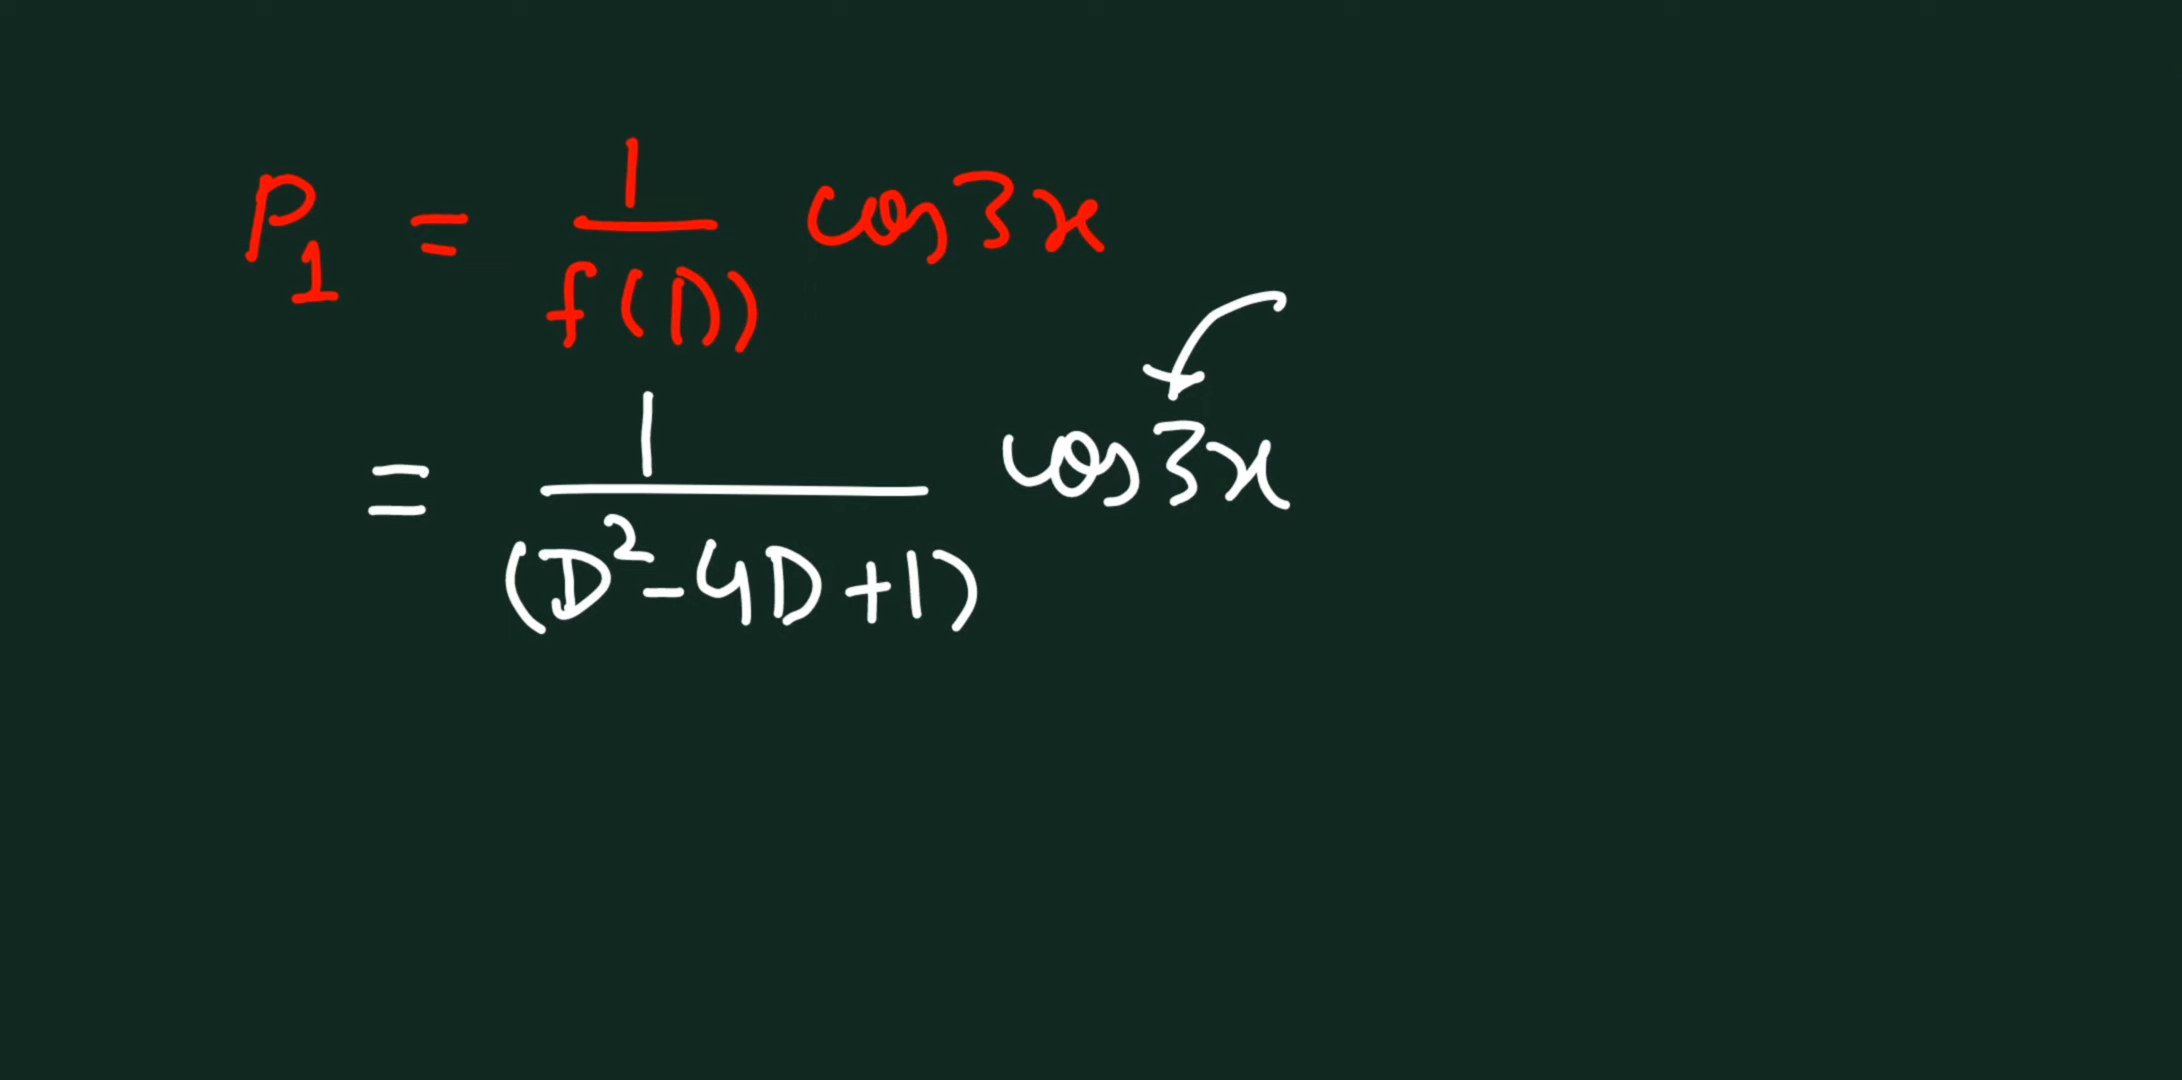 P₁ = 1/f(D) cos3x
= 1/(D²-4D+1) cos3x